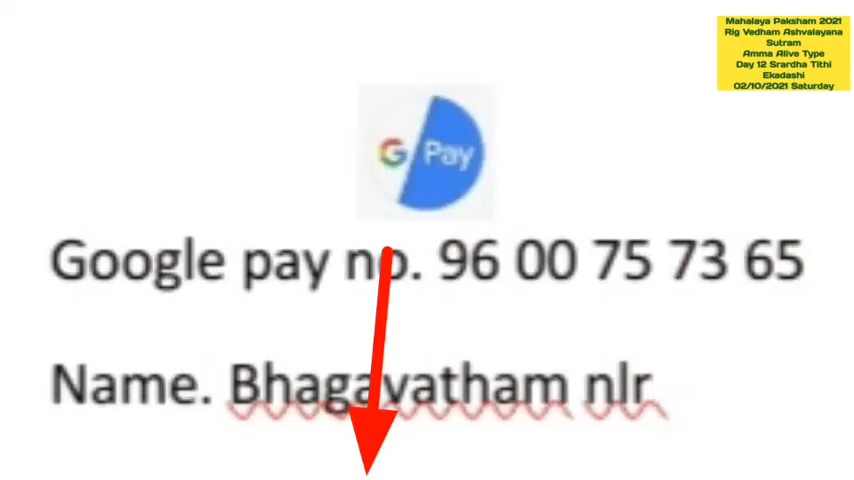 Mahalaya Paksham 2021
Rig Vedham Ashvalayana
Sutram
Amma Alive Type
Day 12 Srardha Tithi
Ekadashi
02/10/2021 Saturday
G Pay
Google pay no. 96 00 75 73 65
Name. Bhagavatham nlr